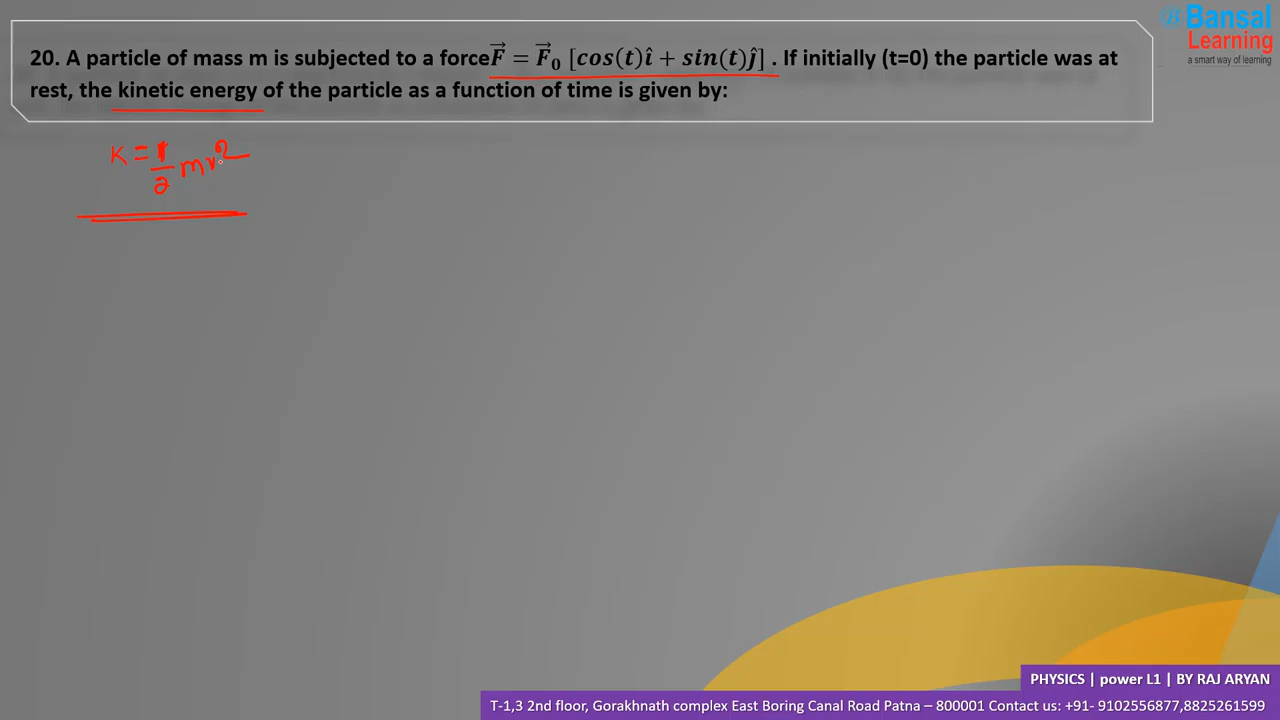 Bansal
Learning
a smart way of learning
20. A particle of mass m is subjected to a force F⃗ = F⃗₀ [cos(t)î + sin(t)ĵ] . If initially (t=0) the particle was at
rest, the kinetic energy of the particle as a function of time is given by:
K = 1/2 mv²
PHYSICS | power L1 | BY RAJ ARYAN
T-1,3 2nd floor, Gorakhnath complex East Boring Canal Road Patna – 800001 Contact us: +91- 9102556877,8825261599